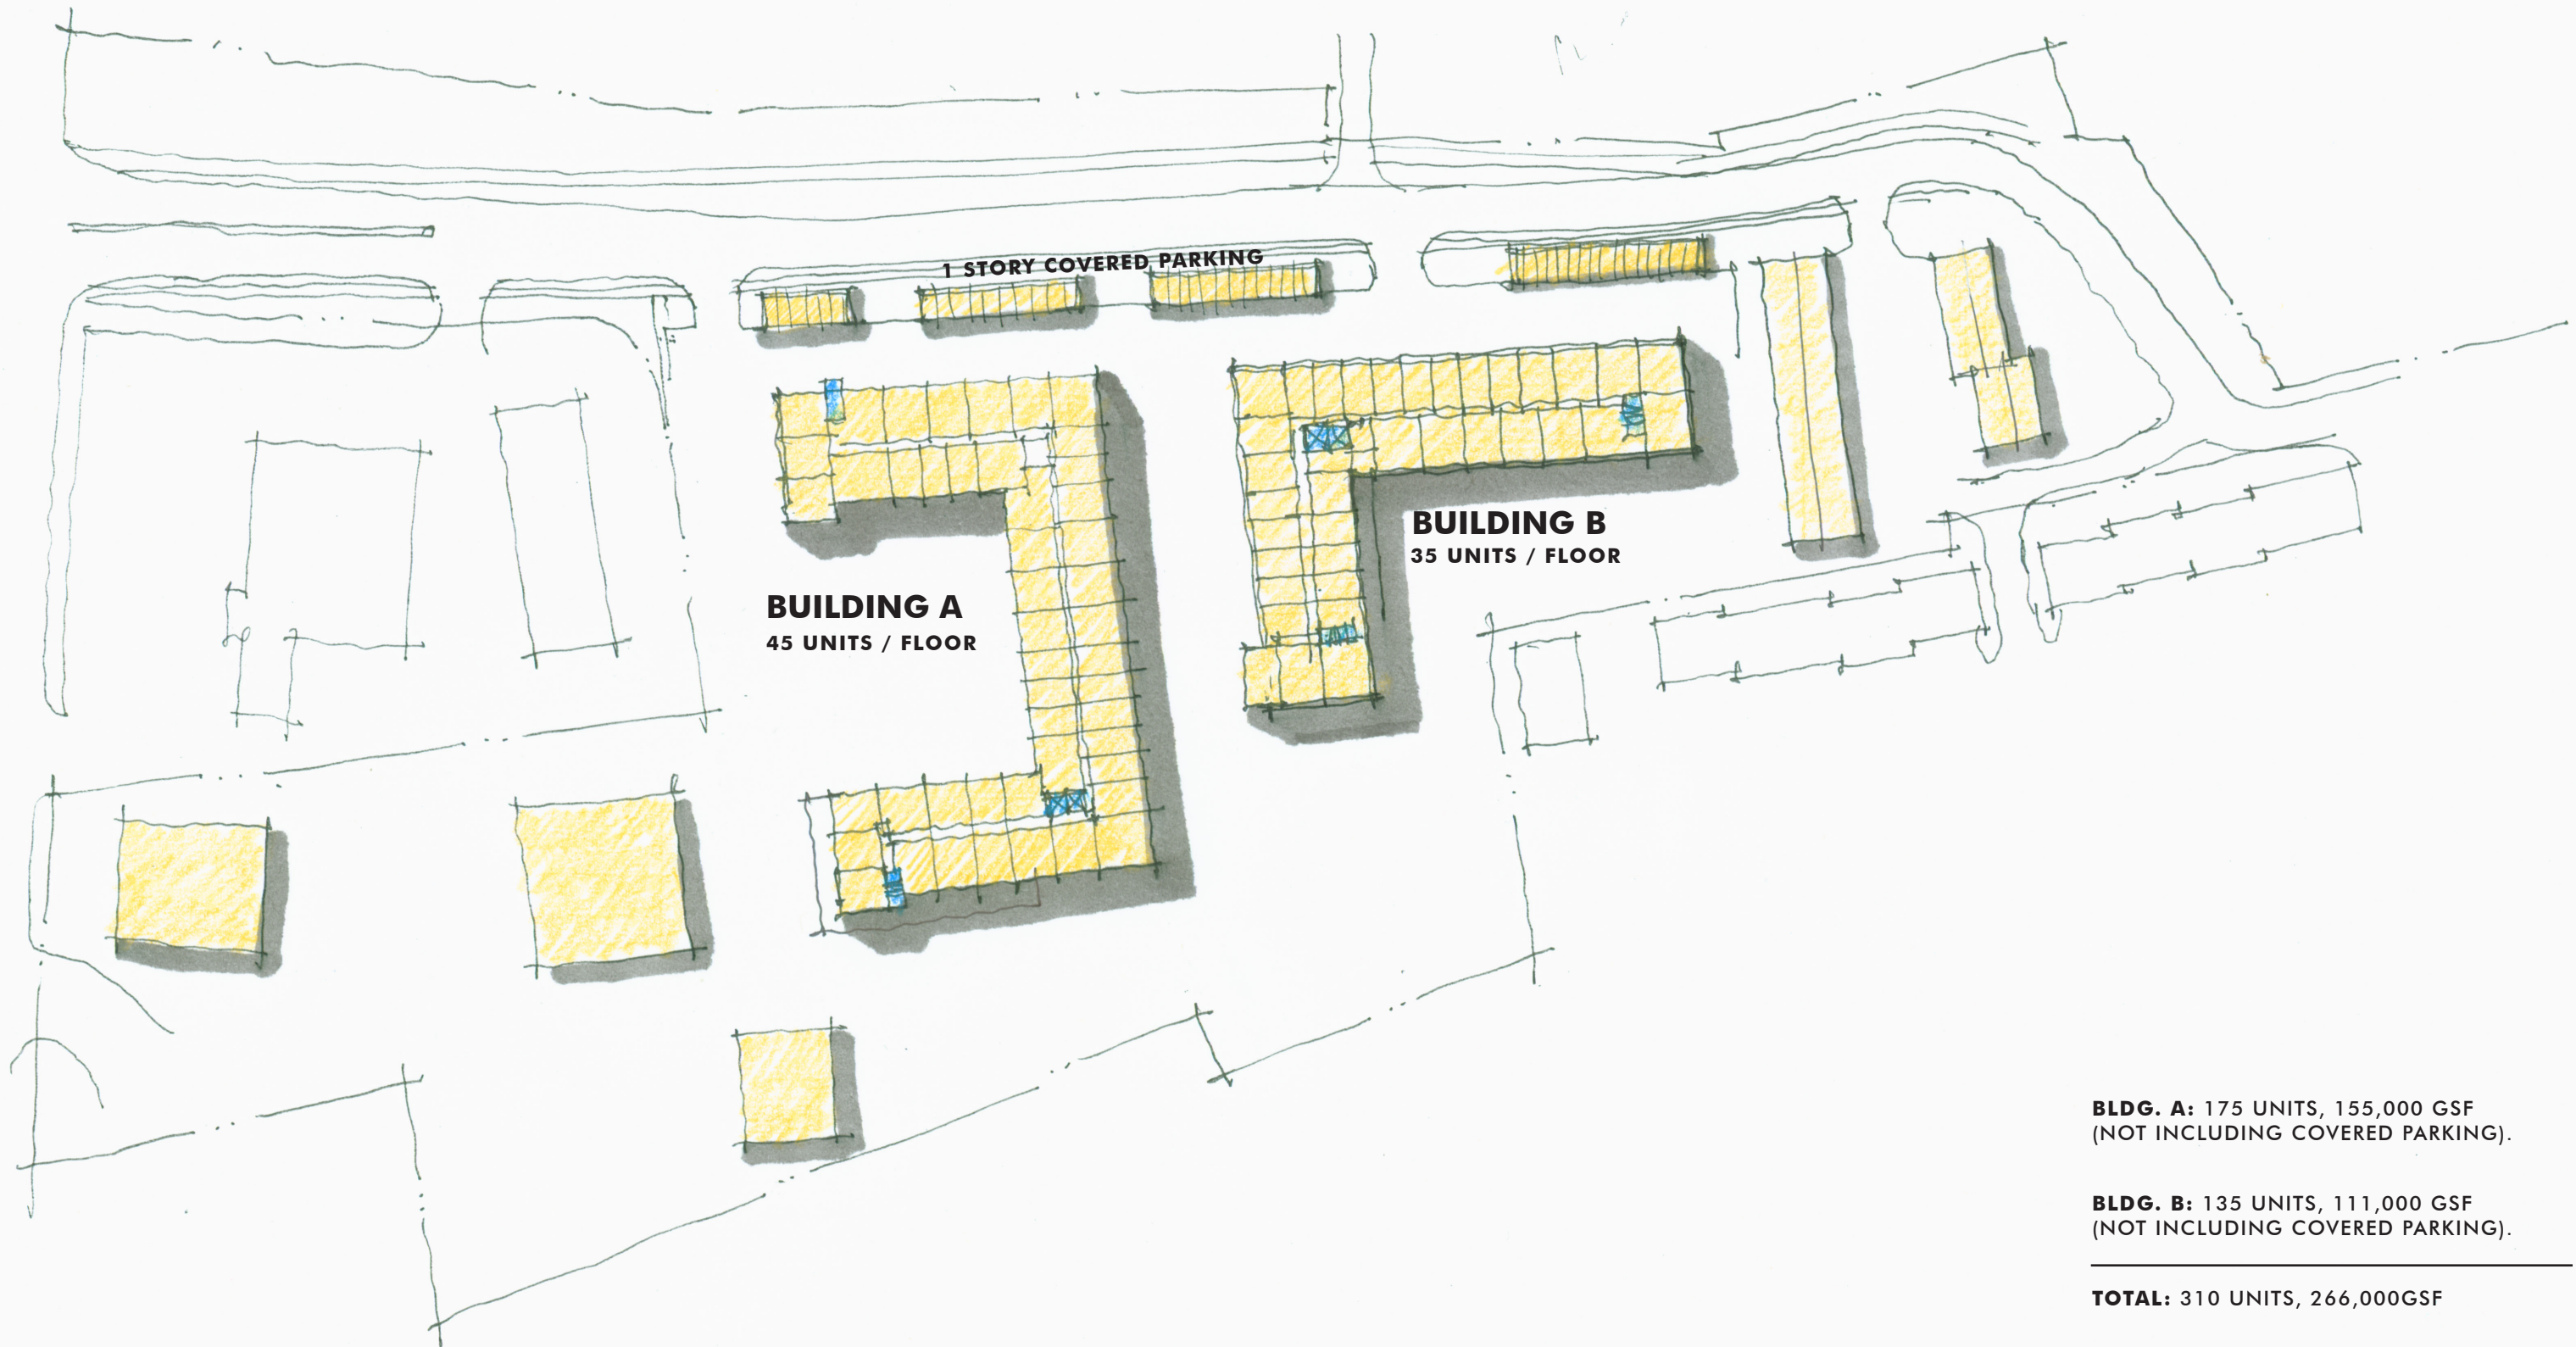 1 STORY COVERED PARKING
BUILDING B
35 UNITS / FLOOR
BUILDING A
45 UNITS / FLOOR
BLDG. A: 175 UNITS, 155,000 GSF
(NOT INCLUDING COVERED PARKING).
BLDG. B: 135 UNITS, 111,000 GSF
(NOT INCLUDING COVERED PARKING).
TOTAL: 310 UNITS, 266,000GSF